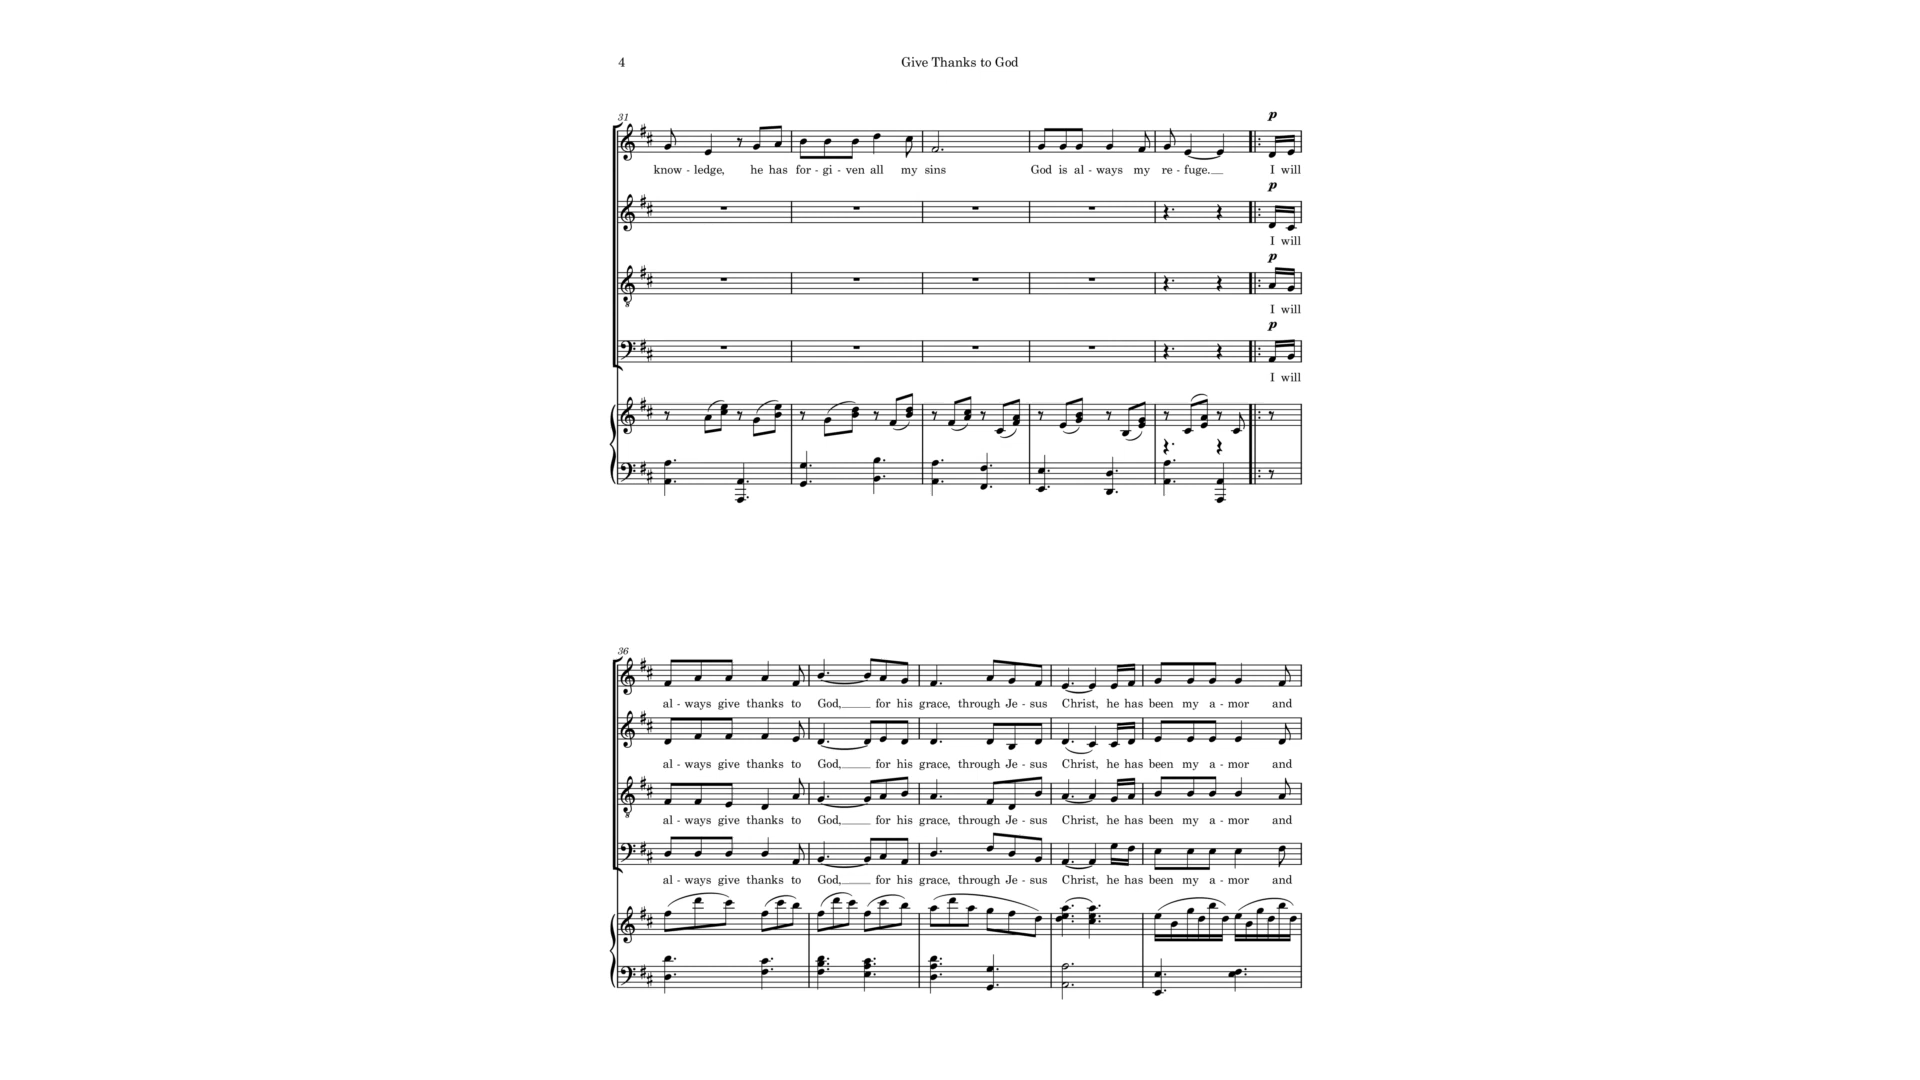 4
Give Thanks to God
31
p
know - ledge, he has for - gi - ven all my sins God is al - ways my re - fuge. I will
p
I will
p
I will
p
I will
36
al - ways give thanks to God, for his grace, through Je - sus Christ, he has been my a - mor and
al - ways give thanks to God, for his grace, through Je - sus Christ, he has been my a - mor and
al - ways give thanks to God, for his grace, through Je - sus Christ, he has been my a - mor and
al - ways give thanks to God, for his grace, through Je - sus Christ, he has been my a - mor and